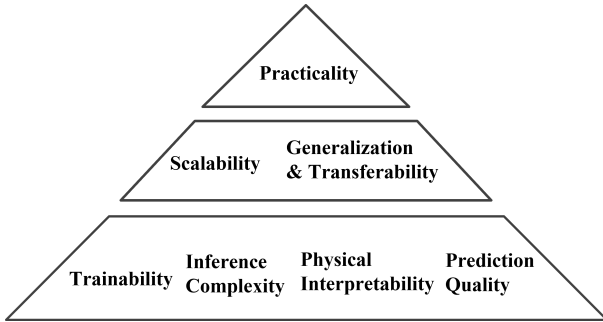 Practicality
Scalability
Generalization
& Transferability
Trainability
Inference
Complexity
Physical
Interpretability
Prediction
Quality